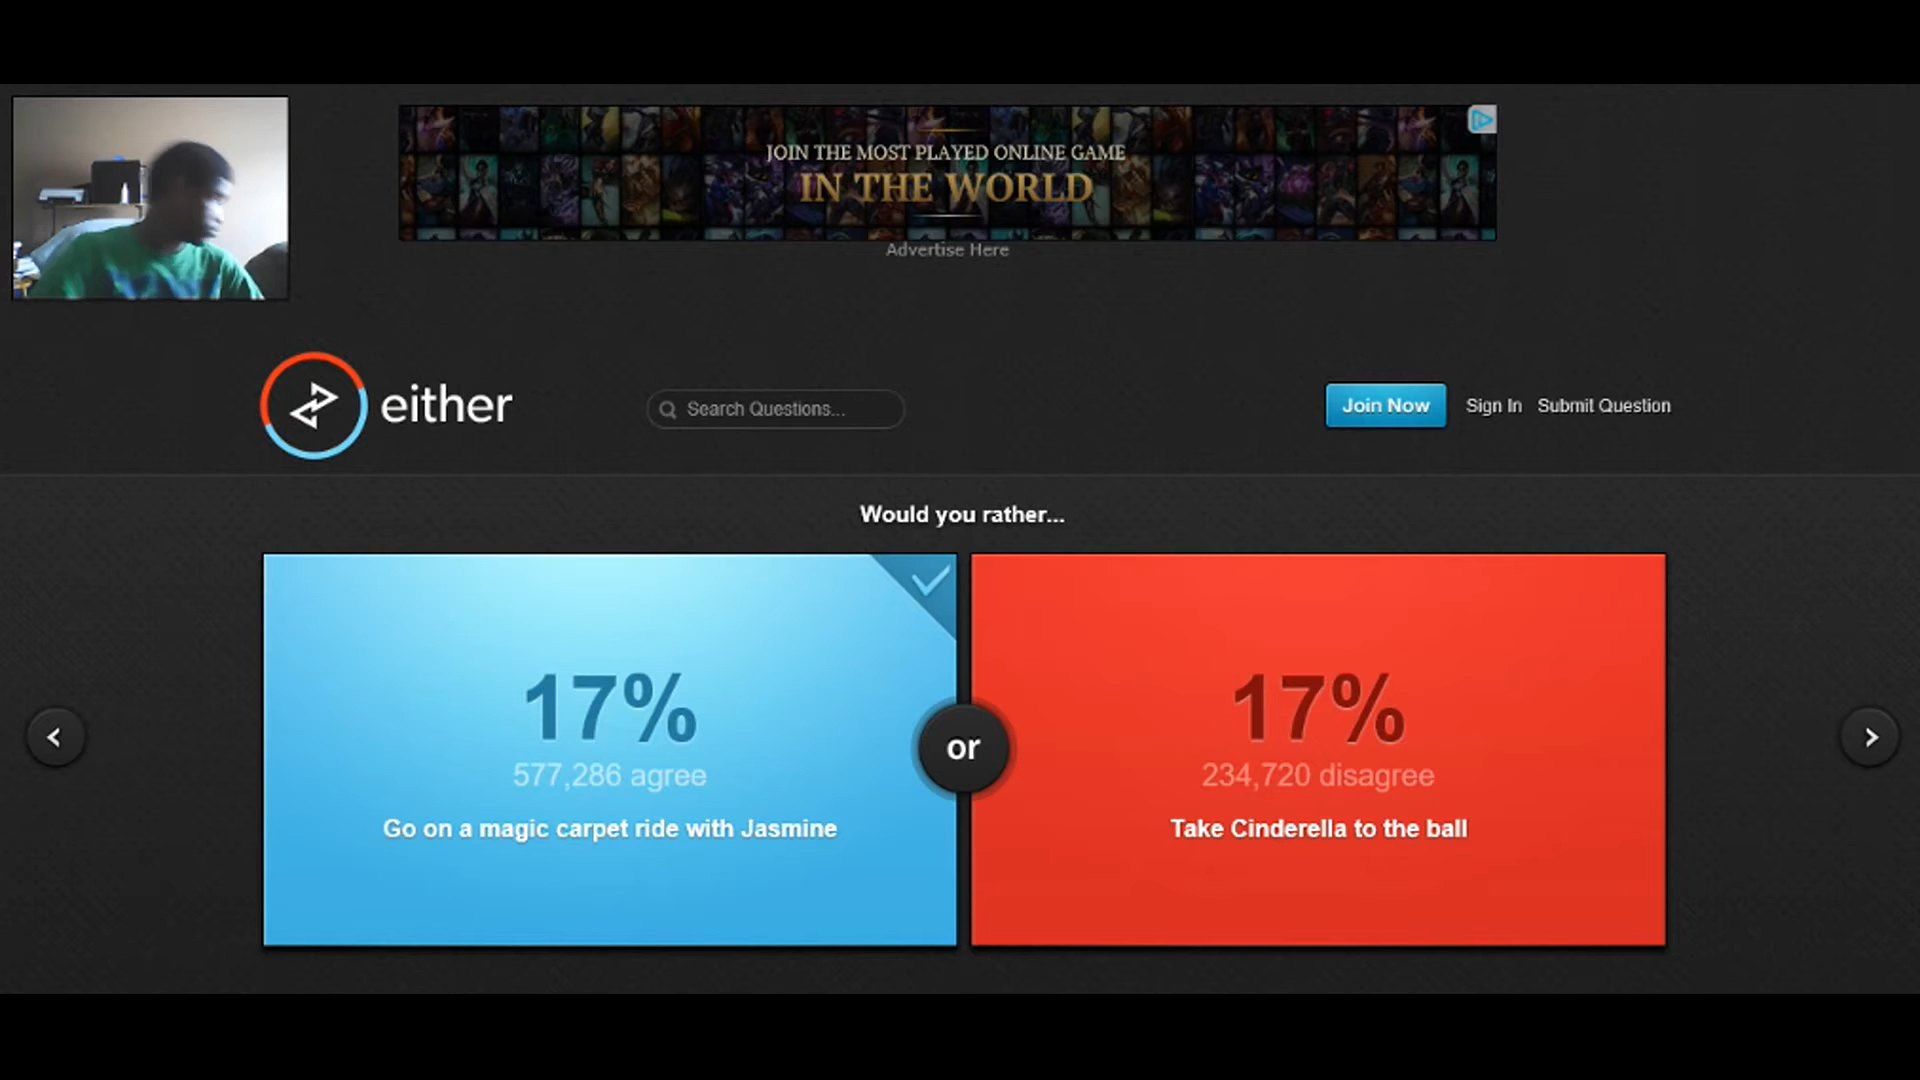 JOIN THE MOST PLAYED ONLINE GAME
IN THE WORLD
Advertise Here
either
Search Questions...
Join Now
Sign In
Submit Question
Would you rather...
17%
577,286 agree
Go on a magic carpet ride with Jasmine
or
17%
234,720 disagree
Take Cinderella to the ball